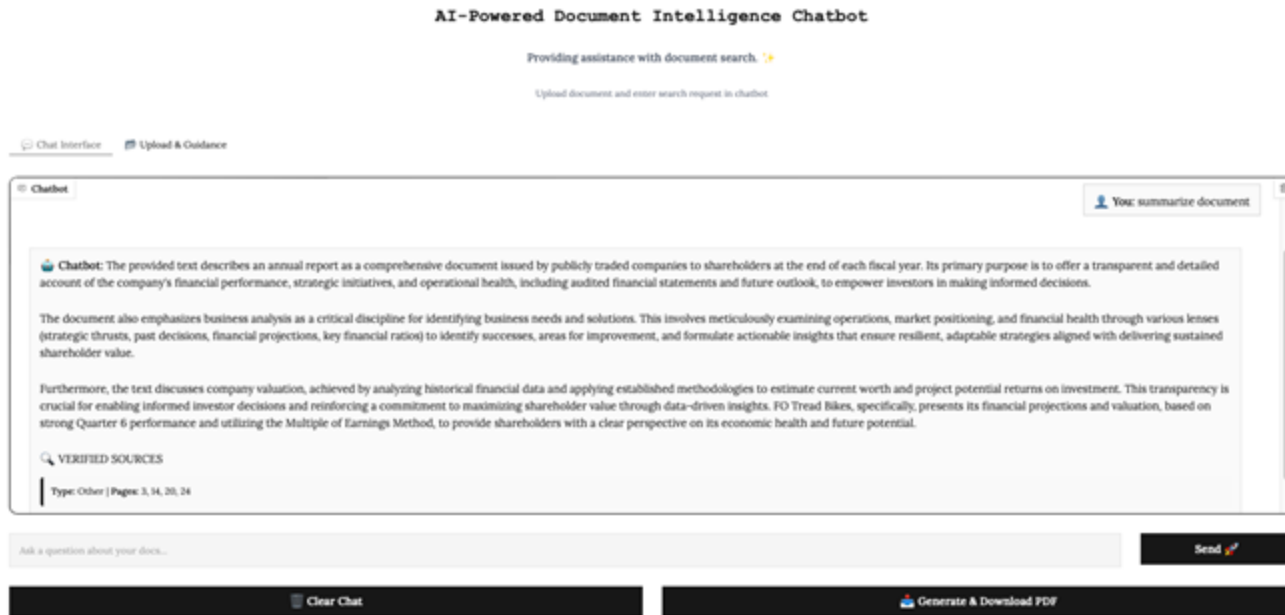 AI-Powered Document Intelligence Chatbot
Providing assistance with document search. ✨
Upload document and enter search request in chatbot
💬 Chat Interface
Upload & Guidance
Chatbot
👤 You: summarize document
🤖 Chatbot: The provided text describes an annual report as a comprehensive document issued by publicly traded companies to shareholders at the end of each fiscal year. Its primary purpose is to offer a transparent and detailed
account of the company's financial performance, strategic initiatives, and operational health, including audited financial statements and future outlook, to empower investors in making informed decisions.
The document also emphasizes business analysis as a critical discipline for identifying business needs and solutions. This involves meticulously examining operations, market positioning, and financial health through various lenses
(strategic thrusts, past decisions, financial projections, key financial ratios) to identify successes, areas for improvement, and formulate actionable insights that ensure resilient, adaptable strategies aligned with delivering sustained
shareholder value.
Furthermore, the text discusses company valuation, achieved by analyzing historical financial data and applying established methodologies to estimate current worth and project potential returns on investment. This transparency is
crucial for enabling informed investor decisions and reinforcing a commitment to maximizing shareholder value through data-driven insights. FO Tread Bikes, specifically, presents its financial projections and valuation, based on
strong Quarter 6 performance and utilizing the Multiple of Earnings Method, to provide shareholders with a clear perspective on its economic health and future potential.
🔍 VERIFIED SOURCES
Type: Other | Pages: 3, 14, 20, 24
Ask a question about your docs...
Send 🚀
🗑️ Clear Chat
📥 Generate & Download PDF